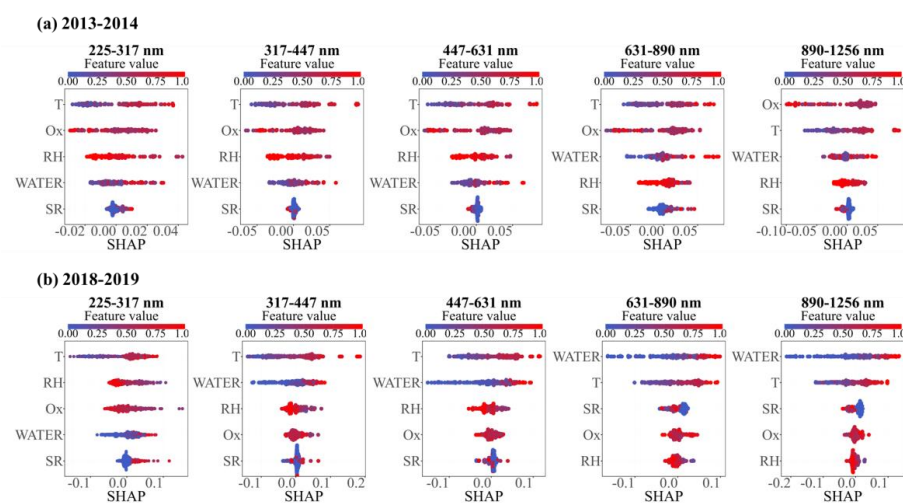 (a) 2013-2014
225-317 nm 317-447 nm 447-631 nm 631-890 nm 890-1256 nm
Feature value Feature value Feature value Feature value Feature value
0.00 0.25 0.50 0.75 1.0 0.00 0.25 0.50 0.75 1.0 0.00 0.25 0.50 0.75 1.0 0.00 0.25 0.50 0.75 1.0 0.00 0.25 0.50 0.75 1.0
T T T T Ox
Ox Ox Ox Ox T
RH RH RH WATER WATER
WATER WATER WATER RH RH
SR SR SR SR SR
-0.02 0.00 0.02 0.04 -0.05 0.00 0.05 -0.05 0.00 0.05 -0.05 0.00 0.05 -0.10 -0.05 0.00 0.05
SHAP SHAP SHAP SHAP SHAP
(b) 2018-2019
225-317 nm 317-447 nm 447-631 nm 631-890 nm 890-1256 nm
Feature value Feature value Feature value Feature value Feature value
0.00 0.25 0.50 0.75 1.0 0.00 0.25 0.50 0.75 1.0 0.00 0.25 0.50 0.75 1.0 0.00 0.25 0.50 0.75 1.0 0.00 0.25 0.50 0.75 1.0
T T T WATER WATER
RH WATER WATER T T
Ox RH RH SR SR
WATER Ox Ox Ox Ox
SR SR SR RH RH
-0.1 0.0 0.1 -0.1 0.0 0.1 0.2 -0.1 0.0 0.1 -0.1 0.0 0.1 -0.2 -0.1 0.0 0.1
SHAP SHAP SHAP SHAP SHAP